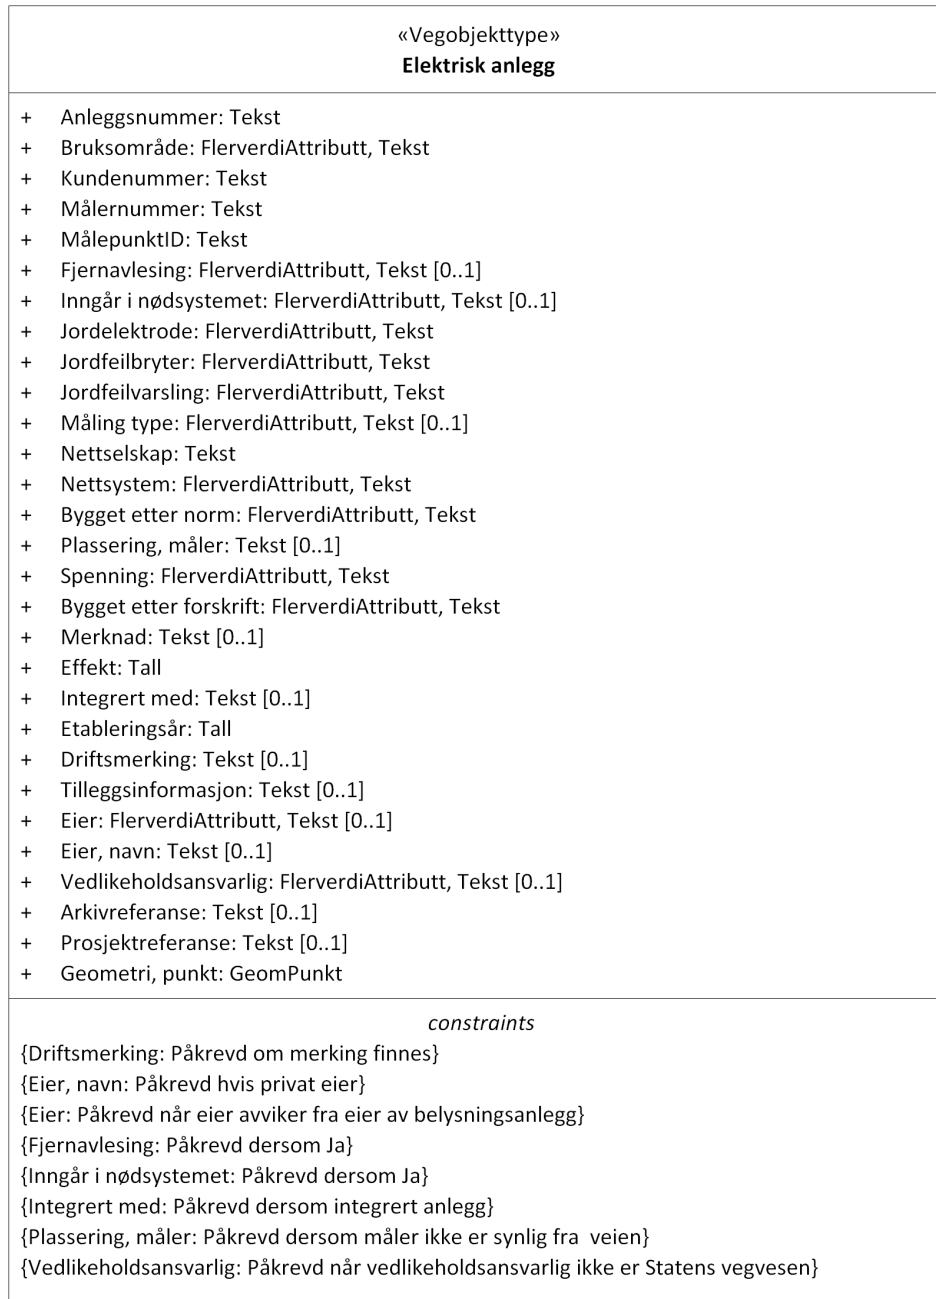 «Vegobjekttype»
Elektrisk anlegg
+ Anleggsnummer: Tekst
+ Bruksområde: FlerverdiAttributt, Tekst
+ Kundenummer: Tekst
+ Målernummer: Tekst
+ MålepunktID: Tekst
+ Fjernavlesing: FlerverdiAttributt, Tekst [0..1]
+ Inngår i nødsystemet: FlerverdiAttributt, Tekst [0..1]
+ Jordelektrode: FlerverdiAttributt, Tekst
+ Jordfeilbryter: FlerverdiAttributt, Tekst
+ Jordfeilvarsling: FlerverdiAttributt, Tekst
+ Måling type: FlerverdiAttributt, Tekst [0..1]
+ Nettselskap: Tekst
+ Nettsystem: FlerverdiAttributt, Tekst
+ Bygget etter norm: FlerverdiAttributt, Tekst
+ Plassering, måler: Tekst [0..1]
+ Spenning: FlerverdiAttributt, Tekst
+ Bygget etter forskrift: FlerverdiAttributt, Tekst
+ Merknad: Tekst [0..1]
+ Effekt: Tall
+ Integrert med: Tekst [0..1]
+ Etableringsår: Tall
+ Driftsmerking: Tekst [0..1]
+ Tilleggsinformasjon: Tekst [0..1]
+ Eier: FlerverdiAttributt, Tekst [0..1]
+ Eier, navn: Tekst [0..1]
+ Vedlikeholdsansvarlig: FlerverdiAttributt, Tekst [0..1]
+ Arkivreferanse: Tekst [0..1]
+ Prosjektreferanse: Tekst [0..1]
+ Geometri, punkt: GeomPunkt
constraints
{Driftsmerking: Påkrevd om merking finnes}
{Eier, navn: Påkrevd hvis privat eier}
{Eier: Påkrevd når eier avviker fra eier av belysningsanlegg}
{Fjernavlesing: Påkrevd dersom Ja}
{Inngår i nødsystemet: Påkrevd dersom Ja}
{Integrert med: Påkrevd dersom integrert anlegg}
{Plassering, måler: Påkrevd dersom måler ikke er synlig fra  veien}
{Vedlikeholdsansvarlig: Påkrevd når vedlikeholdsansvarlig ikke er Statens vegvesen}